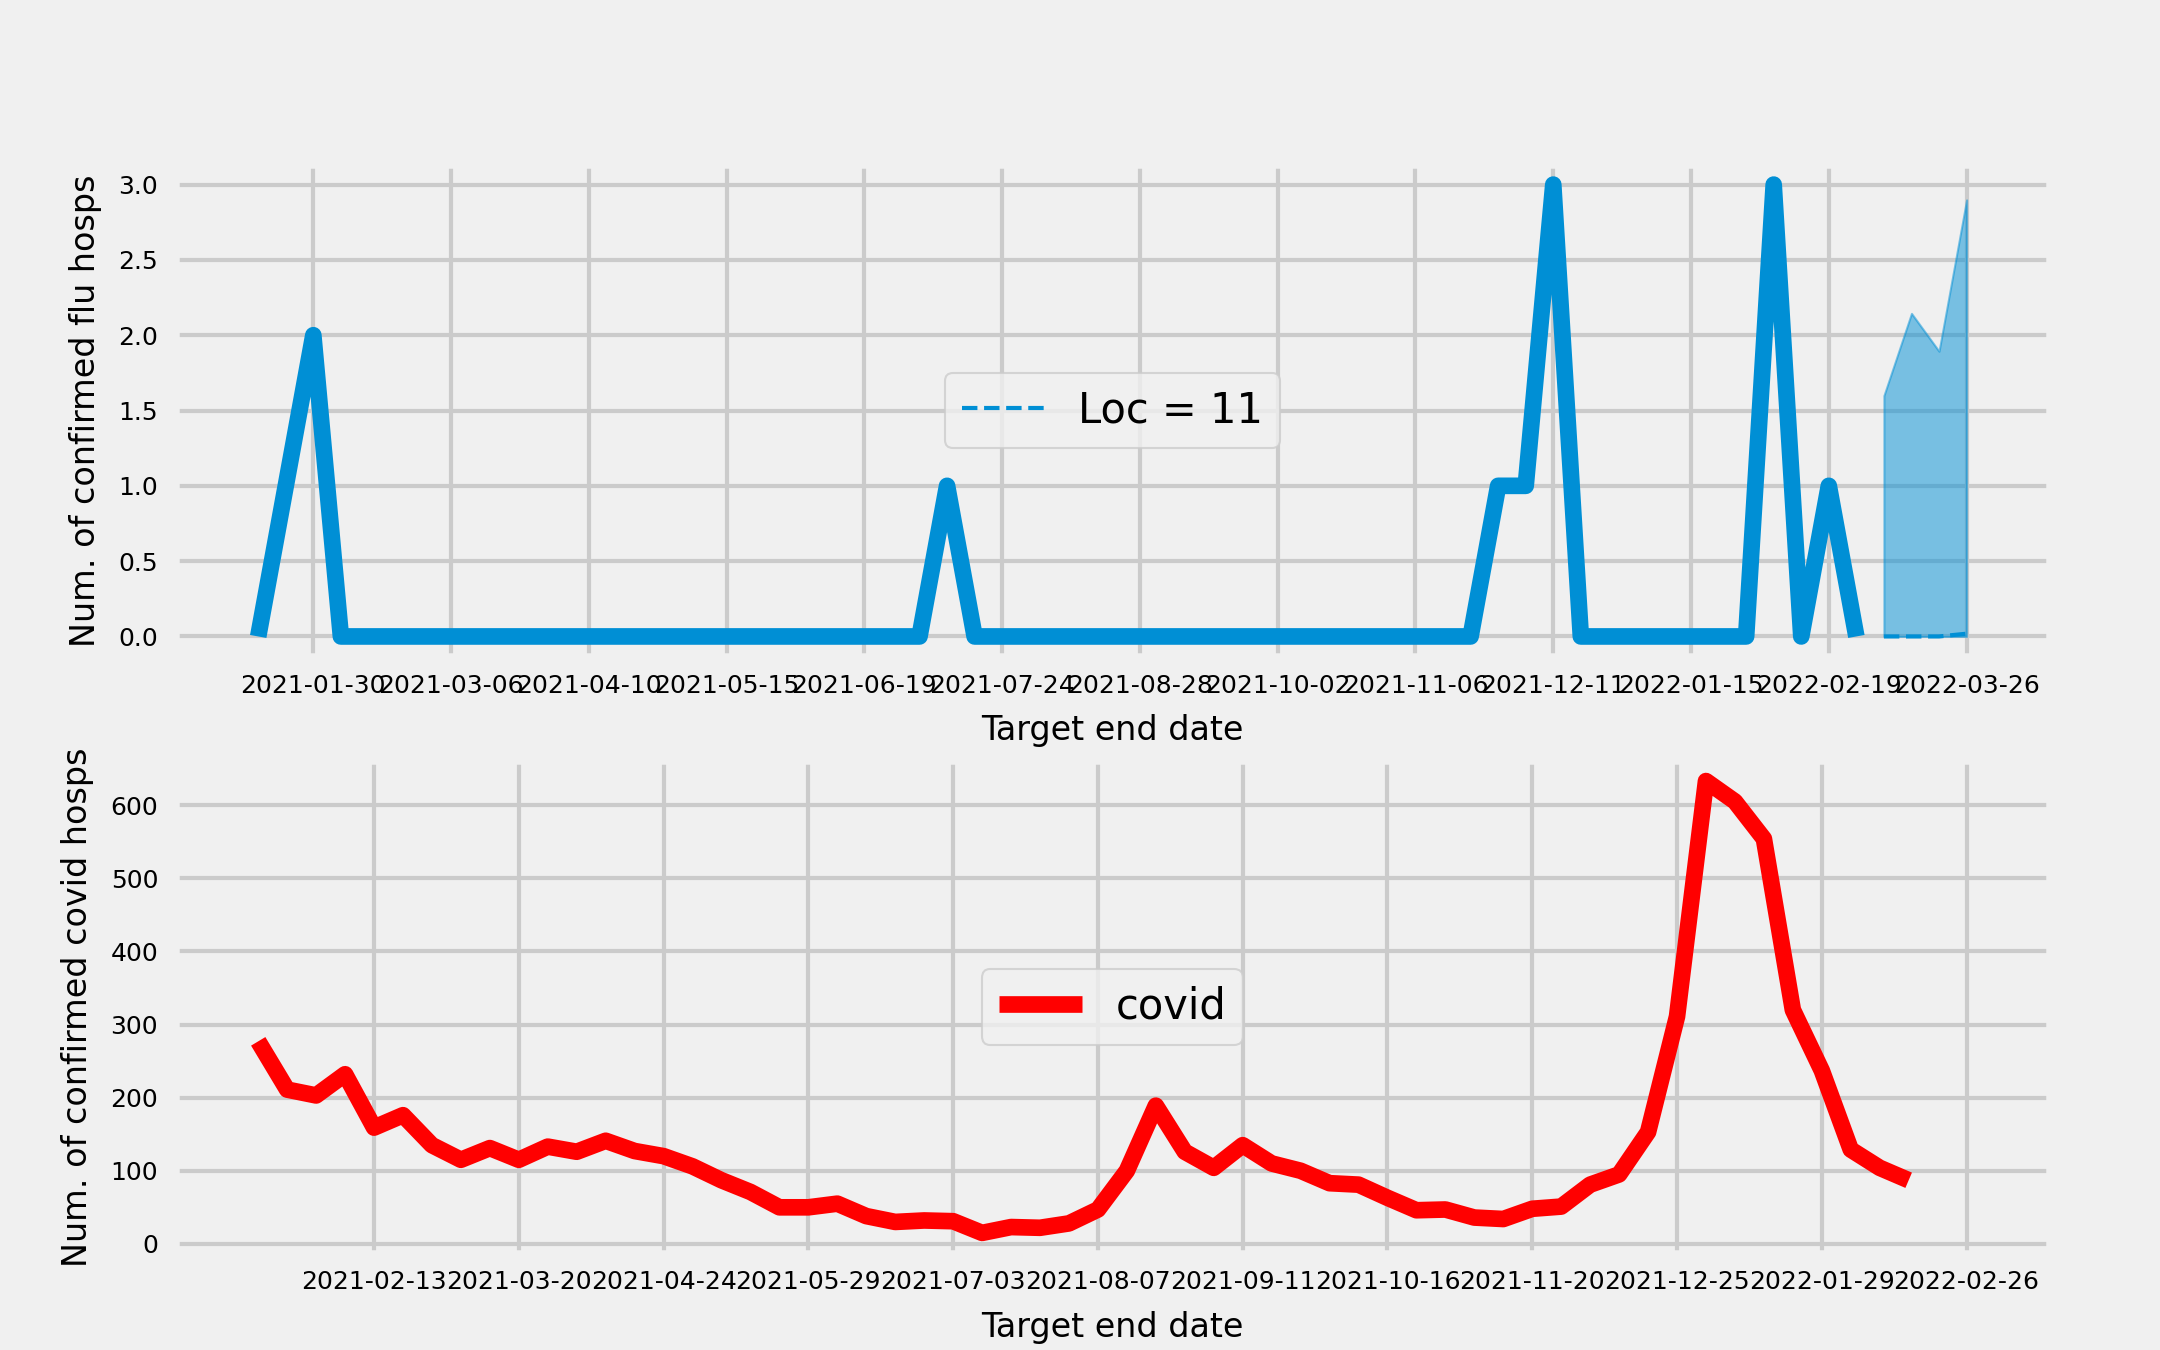 Num. of confirmed flu hosps
3.0
2.5
2.0
1.5
1.0
0.5
0.0
Loc = 11
2021-01-30 2021-03-06 2021-04-10 2021-05-15 2021-06-19 2021-07-24 2021-08-28 2021-10-02 2021-11-06 2021-12-11 2022-01-15 2022-02-19 2022-03-26
Target end date
Num. of confirmed covid hosps
600
500
400
300
200
100
0
covid
2021-02-13 2021-03-20 2021-04-24 2021-05-29 2021-07-03 2021-08-07 2021-09-11 2021-10-16 2021-11-20 2021-12-25 2022-01-29 2022-02-26
Target end date